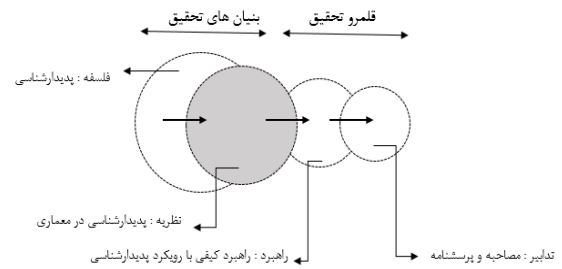 قلمرو تحقیق
بنیان های تحقیق
فلسفه : پدیدارشناسی
نظریه : پدیدارشناسی در معماری
راهبرد : راهبرد کیفی با رویکرد پدیدارشناسی
تدابیر : مصاحبه و پرسشنامه